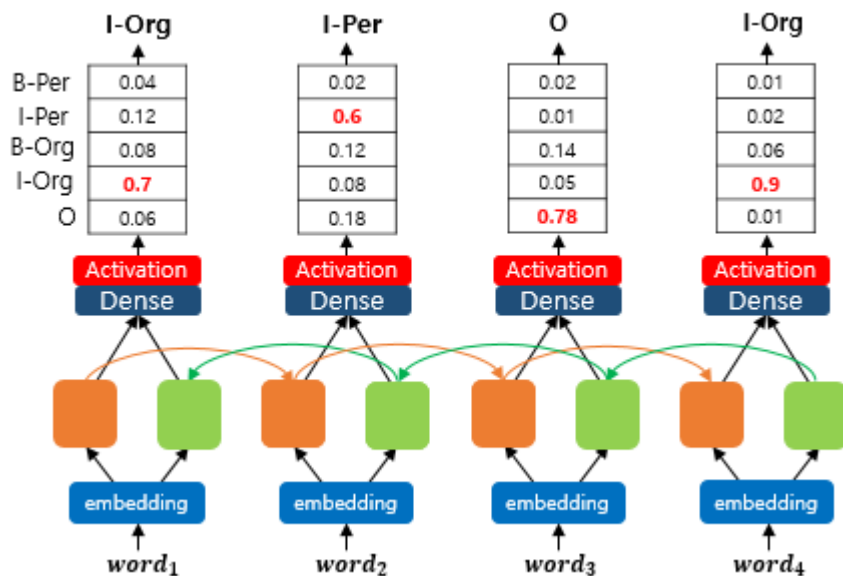 I-Org I-Per O I-Org
B-Per 0.04 0.02 0.02 0.01
I-Per 0.12 0.6 0.01 0.02
B-Org 0.08 0.12 0.14 0.06
I-Org 0.7 0.08 0.05 0.9
O 0.06 0.18 0.78 0.01
Activation Activation Activation Activation
Dense Dense Dense Dense
embedding embedding embedding embedding
word₁ word₂ word₃ word₄